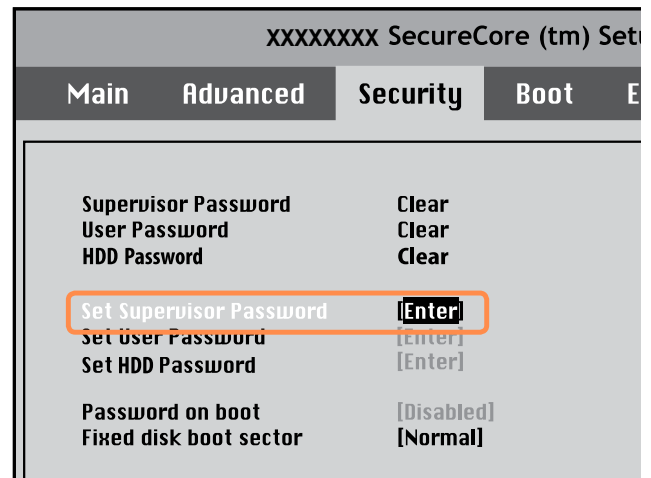 XXXXXXXX SecureCore (tm)
Main Advanced Security Boot
Supervisor Password Clear
User Password Clear
HDD Password Clear
Set Supervisor Password [Enter]
Set User Password [Enter]
Set HDD Password [Enter]
Password on boot [Disabled]
Fixed disk boot sector [Normal]